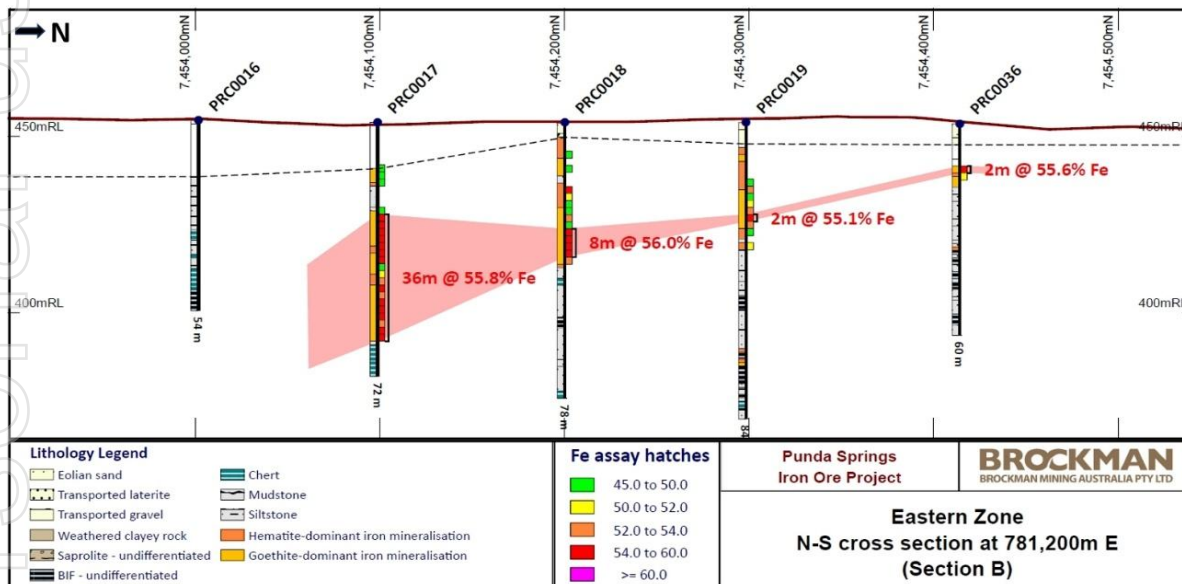 N
7,454,000mN
7,454,100mN
7,454,200mN
7,454,300mN
7,454,400mN
7,454,500mN
PRC0016
PRC0017
PRC0018
PRC0019
PRC0036
450mRL
450mRL
2m @ 55.6% Fe
2m @ 55.1% Fe
8m @ 56.0% Fe
36m @ 55.8% Fe
400mRL
400mRL
54 m
72 m
78 m
84
60 m
Lithology Legend
Eolian sand
Transported laterite
Transported gravel
Weathered clayey rock
Saprolite - undifferentiated
BIF - undifferentiated
Chert
Mudstone
Siltstone
Hematite-dominant iron mineralisation
Goethite-dominant iron mineralisation
Fe assay hatches
45.0 to 50.0
50.0 to 52.0
52.0 to 54.0
54.0 to 60.0
>= 60.0
Punda Springs
Iron Ore Project
BROCKMAN
BROCKMAN MINING AUSTRALIA PTY LTD
Eastern Zone
N-S cross section at 781,200m E
(Section B)